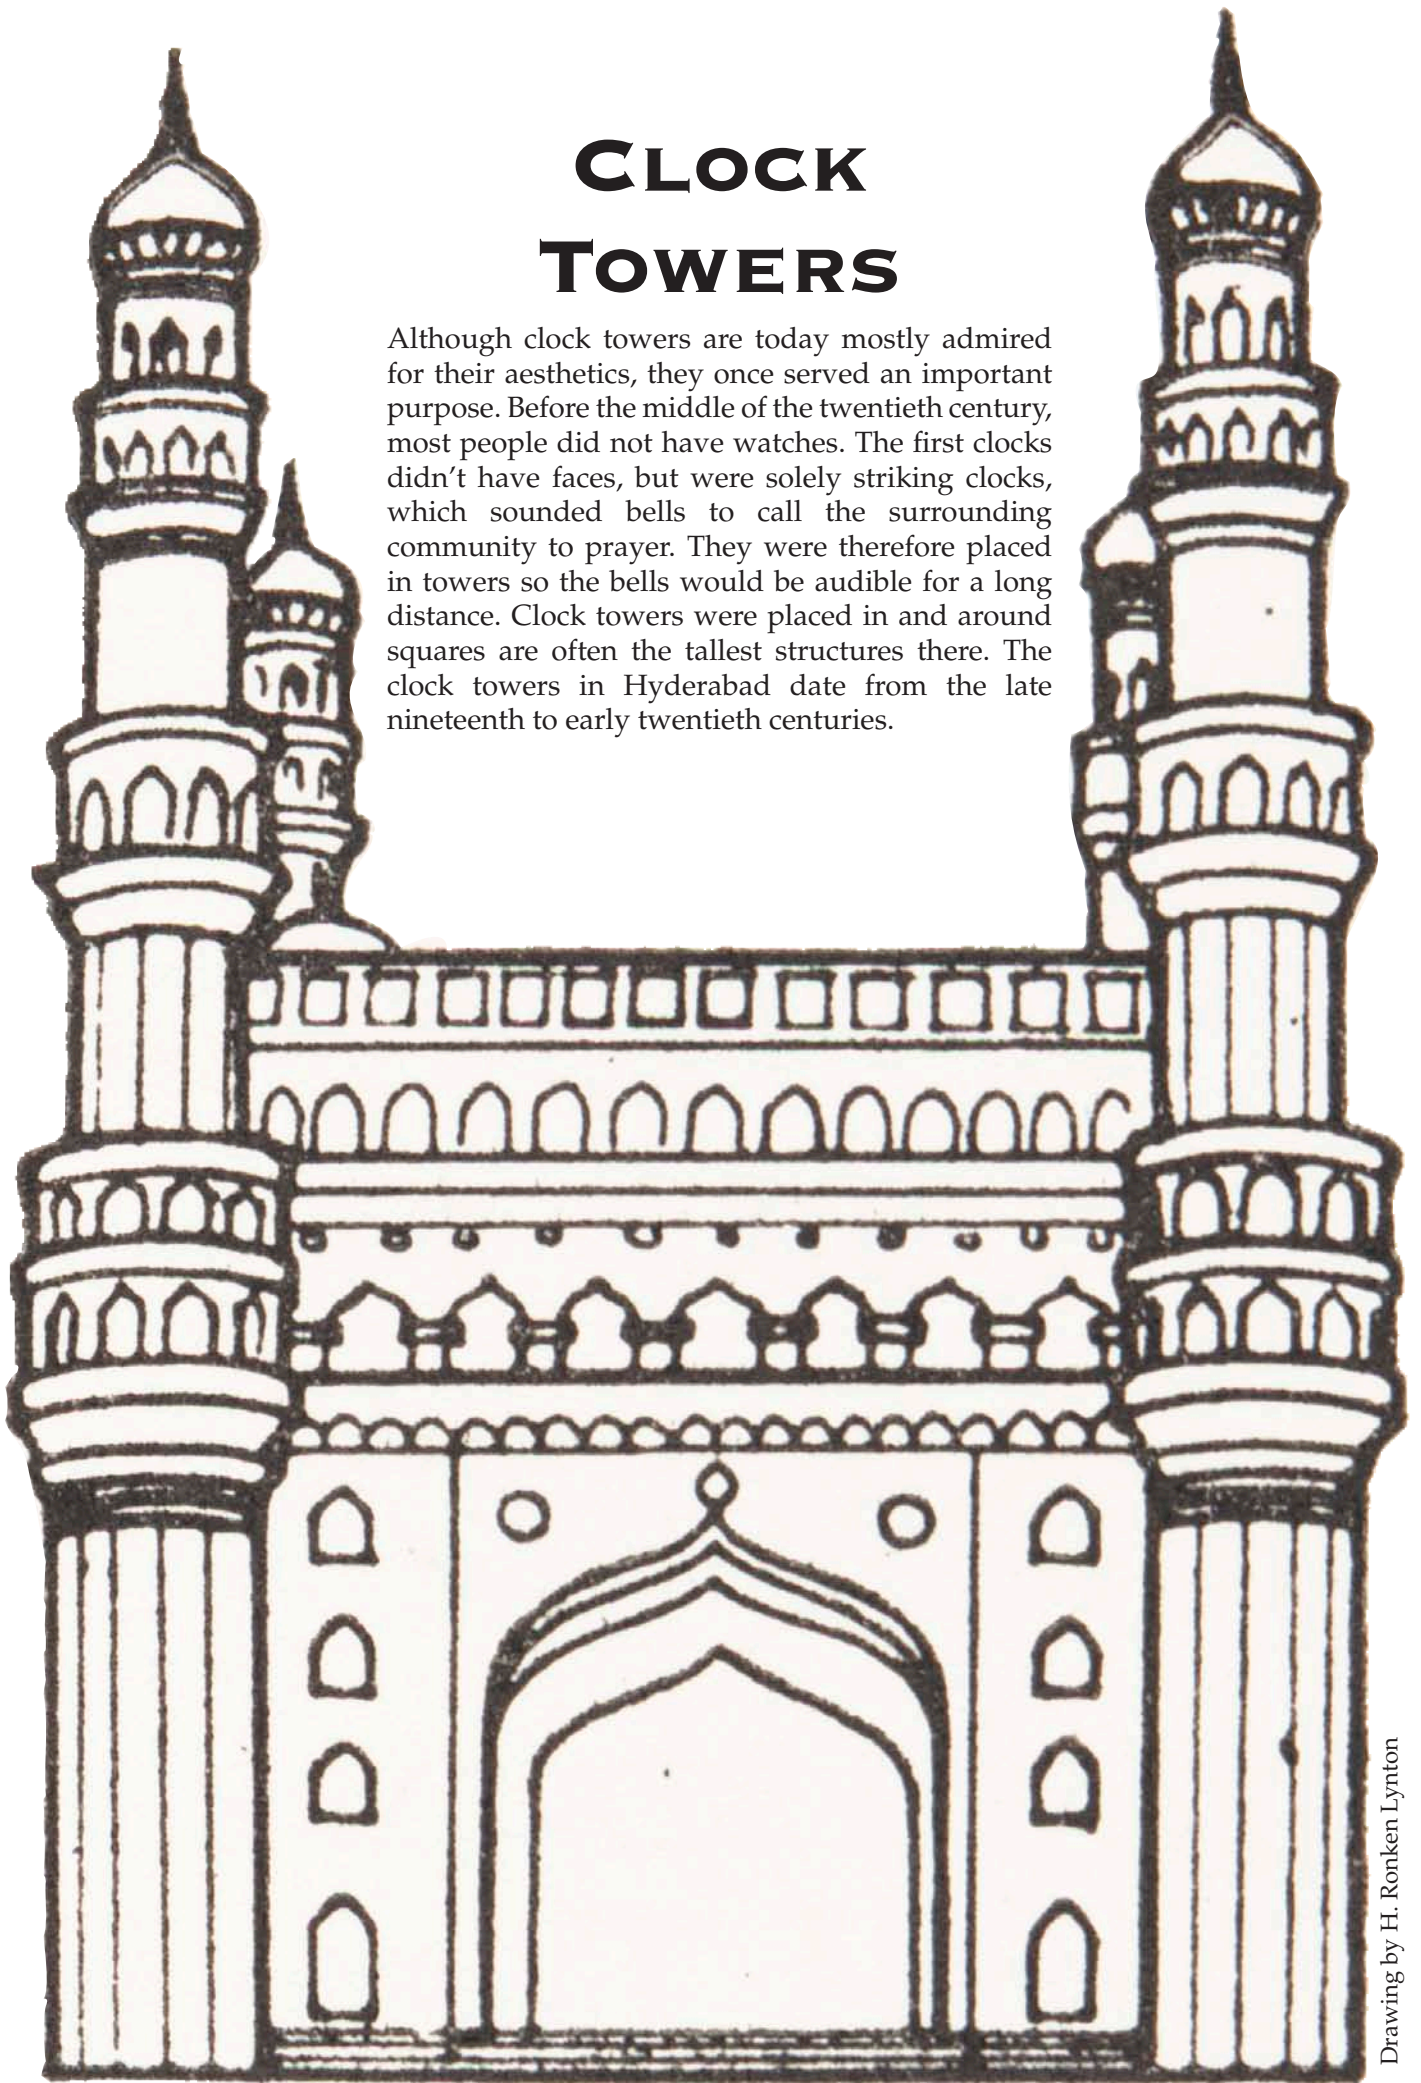 CLOCK
TOWERS
Although clock towers are today mostly admired
for their aesthetics, they once served an important
purpose. Before the middle of the twentieth century,
most people did not have watches. The first clocks
didn't have faces, but were solely striking clocks,
which sounded bells to call the surrounding
community to prayer. They were therefore placed
in towers so the bells would be audible for a long
distance. Clock towers were placed in and around
squares are often the tallest structures there. The
clock towers in Hyderabad date from the late
nineteenth to early twentieth centuries.
Drawing by H. Ronken Lynton